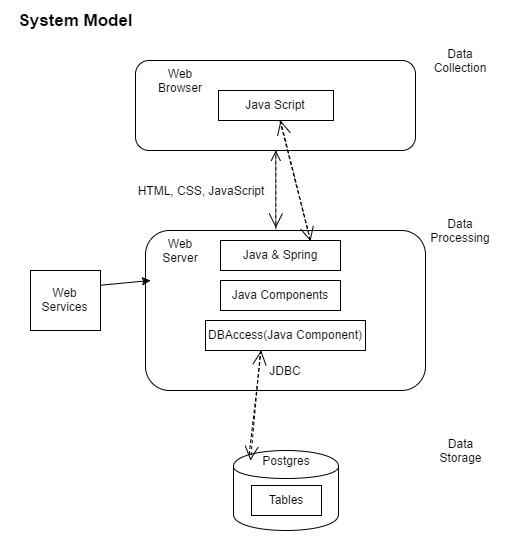 System Model
Data
Collection
Web
Browser
Java Script
HTML, CSS, JavaScript
Data
Processing
Web
Server
Java & Spring
Web
Services
Java Components
DBAccess(Java Component)
JDBC
Data
Storage
Postgres
Tables